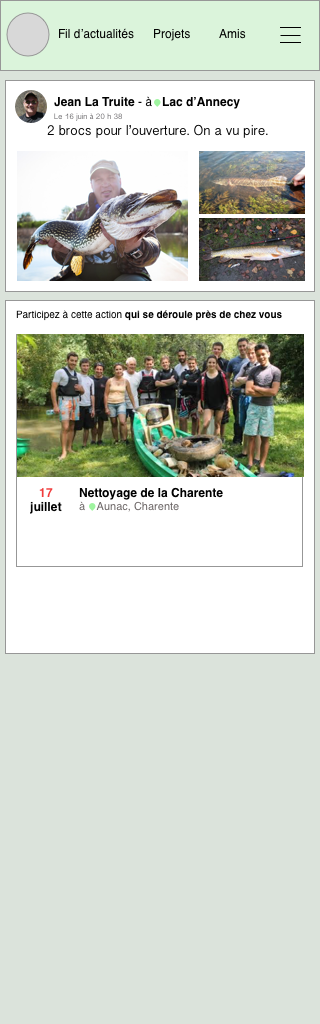 Fil d'actualités Projets Amis
Jean La Truite - à Lac d'Annecy
Le 16 juin à 20 h 38
2 brocs pour l'ouverture. On a vu pire.
Participez à cette action qui se déroule près de chez vous
17 juillet
Nettoyage de la Charente
à Aunac, Charente